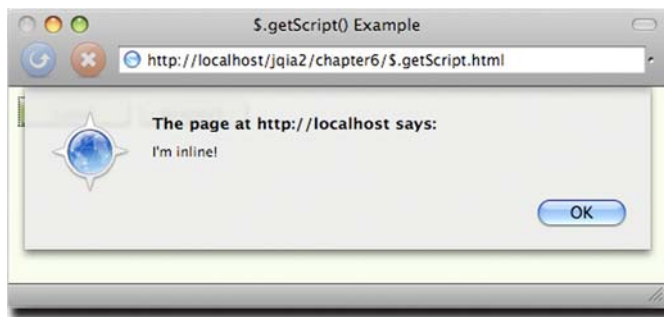 $.getScript() Example
http://localhost/jqia2/chapter6/$.getScript.html
The page at http://localhost says:
I'm inline!
OK